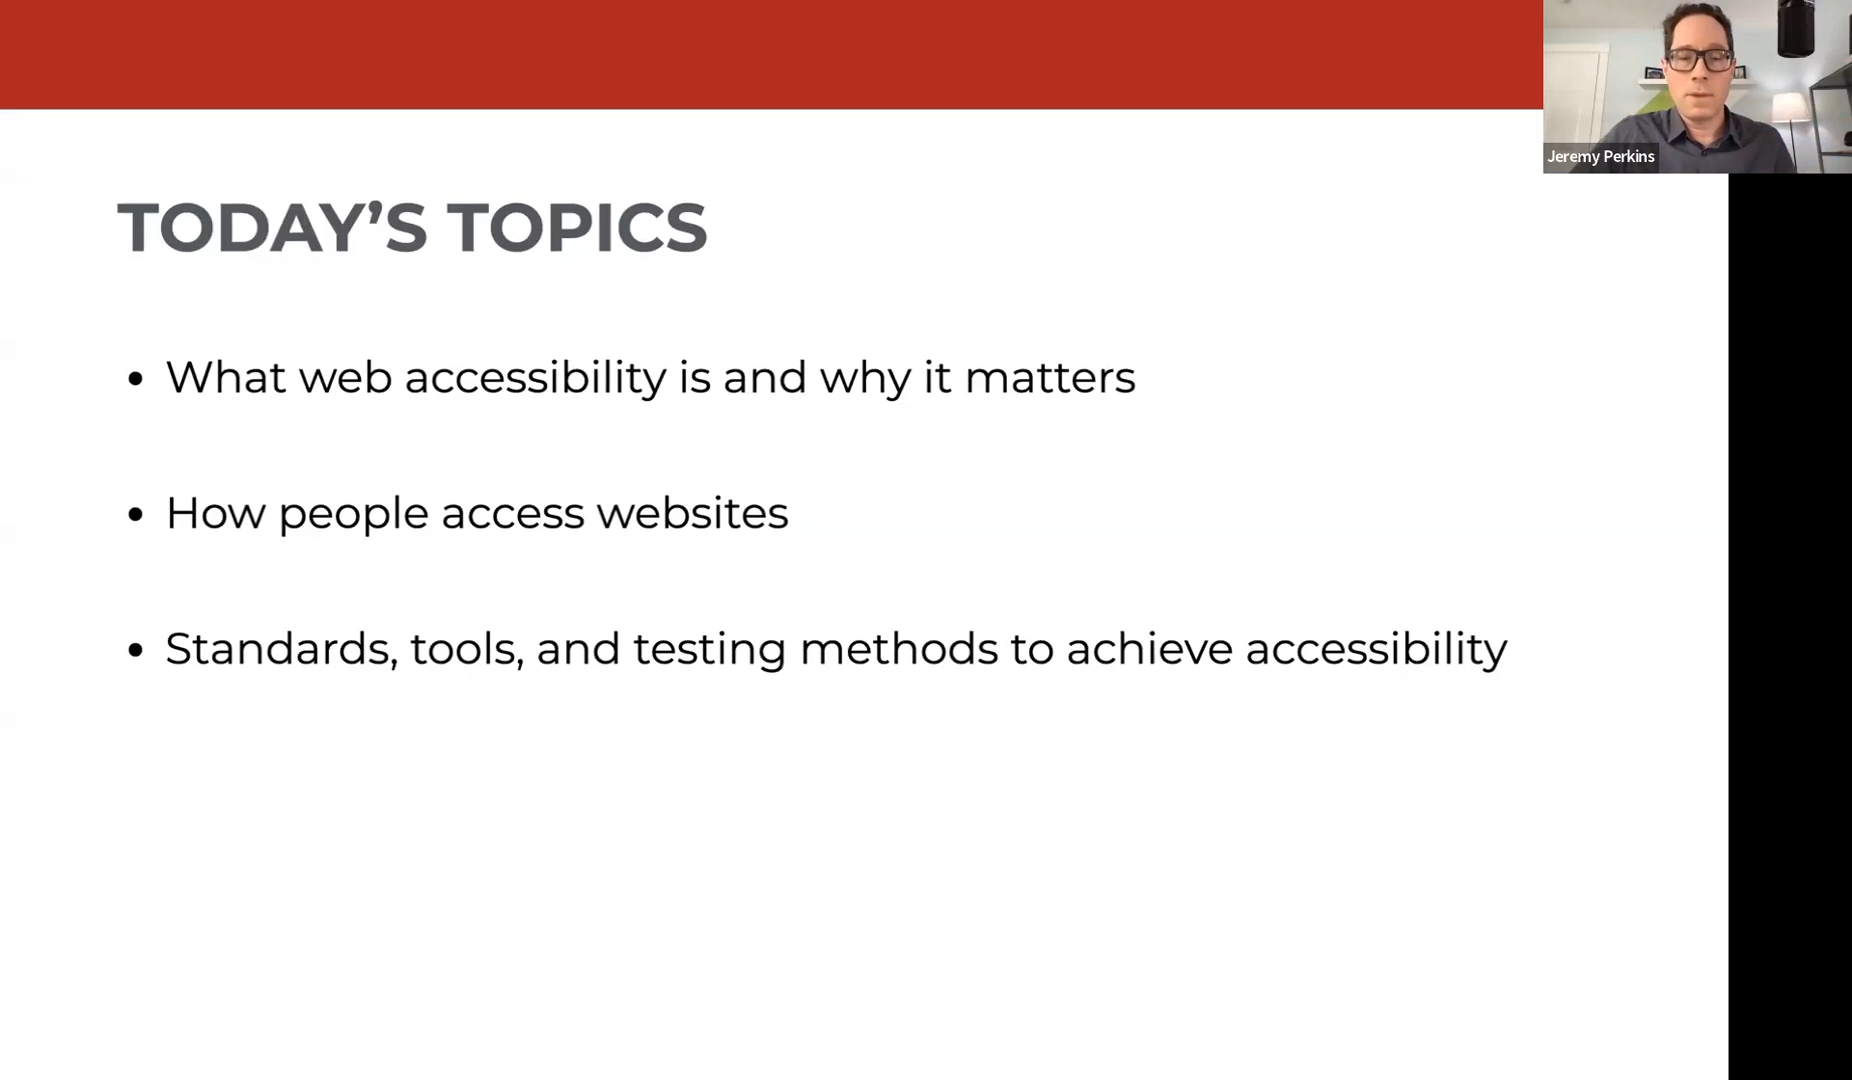 Jeremy Perkins
TODAY’S TOPICS
• What web accessibility is and why it matters
• How people access websites
• Standards, tools, and testing methods to achieve accessibility